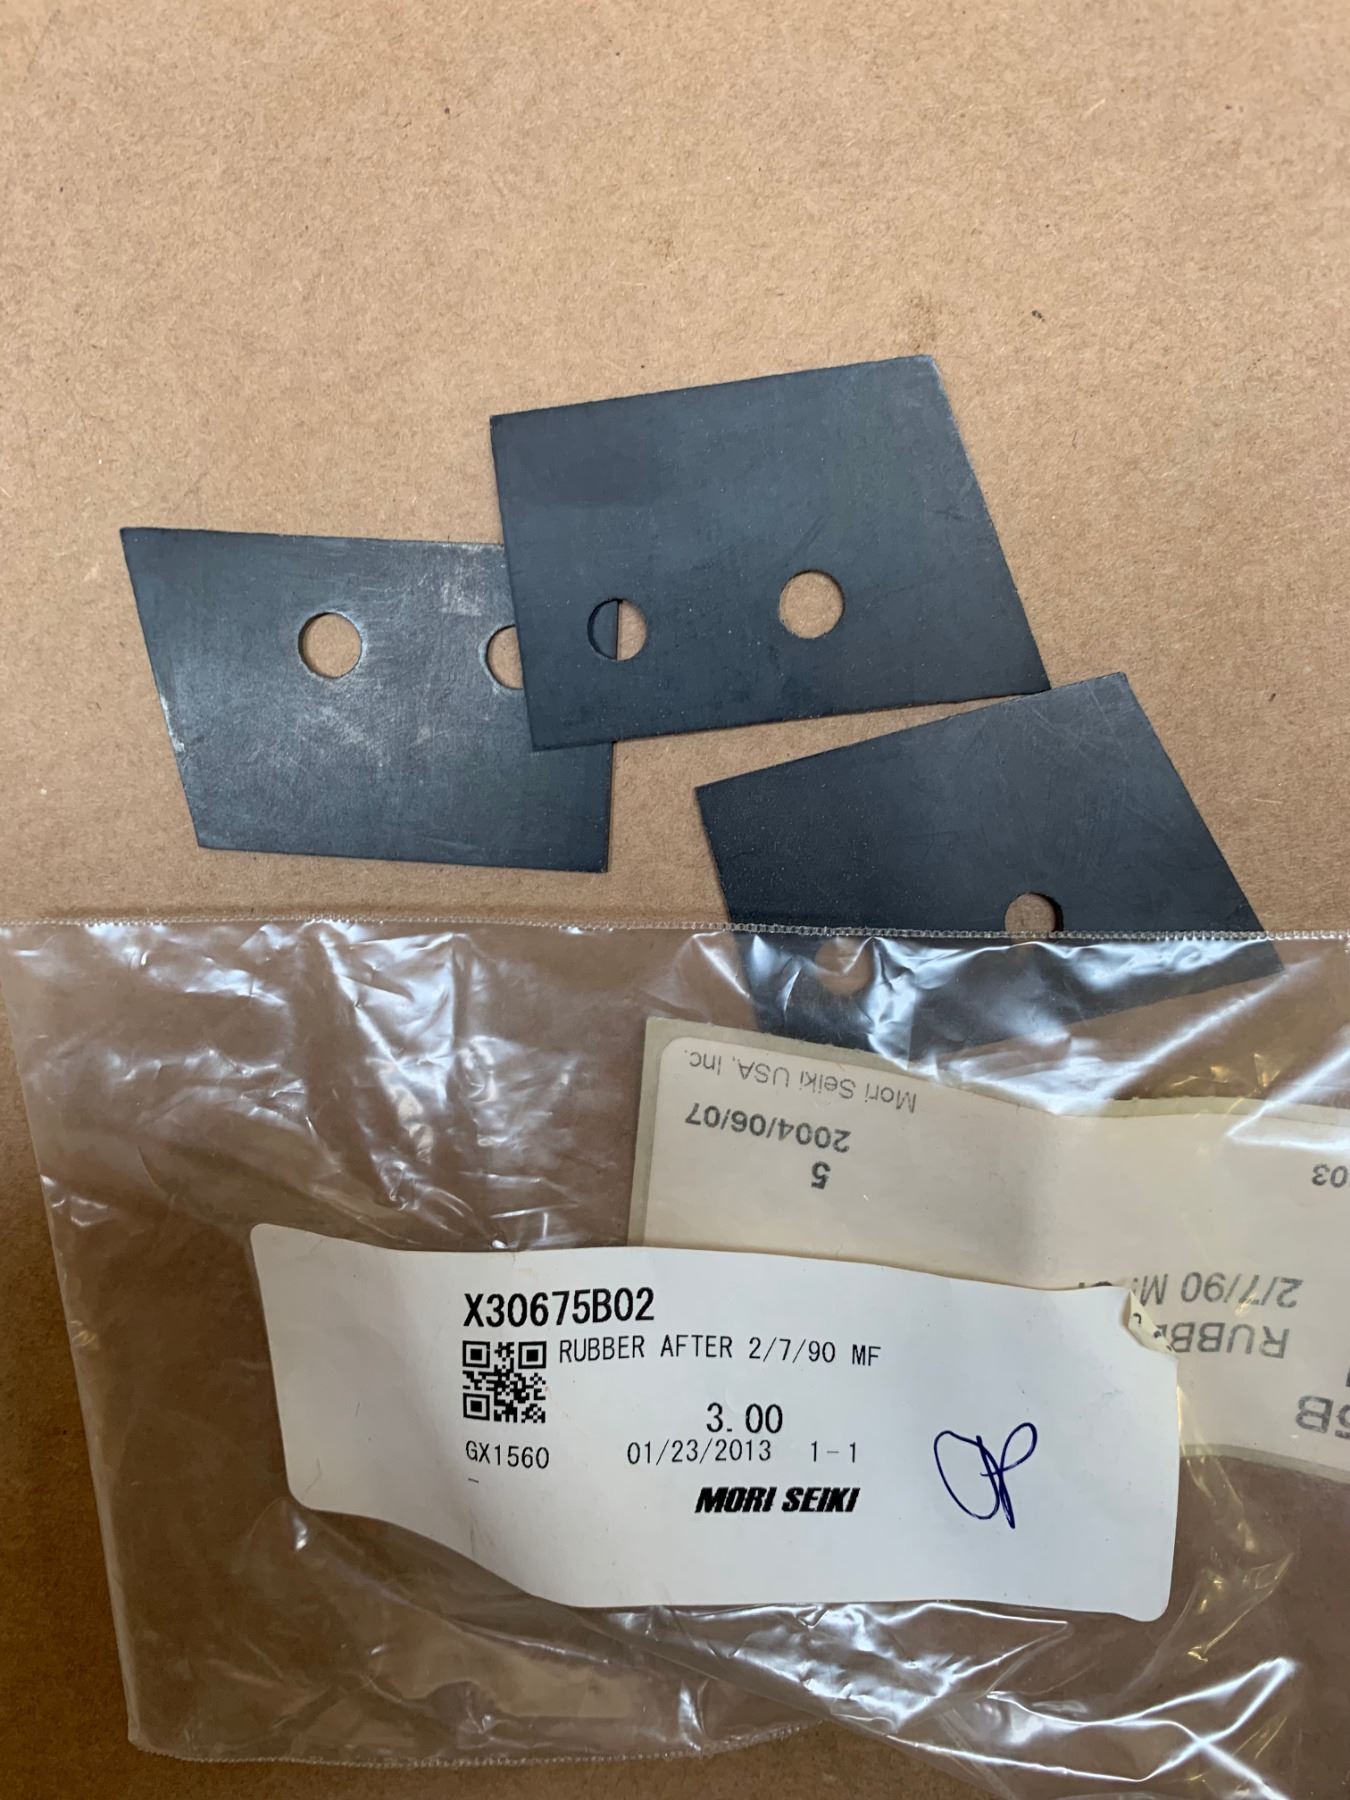 Mori Seiki USA, Inc.
2004/06/07
5
03
2/7/90 M
RUBBE
X30675B02
RUBBER AFTER 2/7/90 MF
3.00
GX1560 01/23/2013 1-1
-
MORI SEIKI